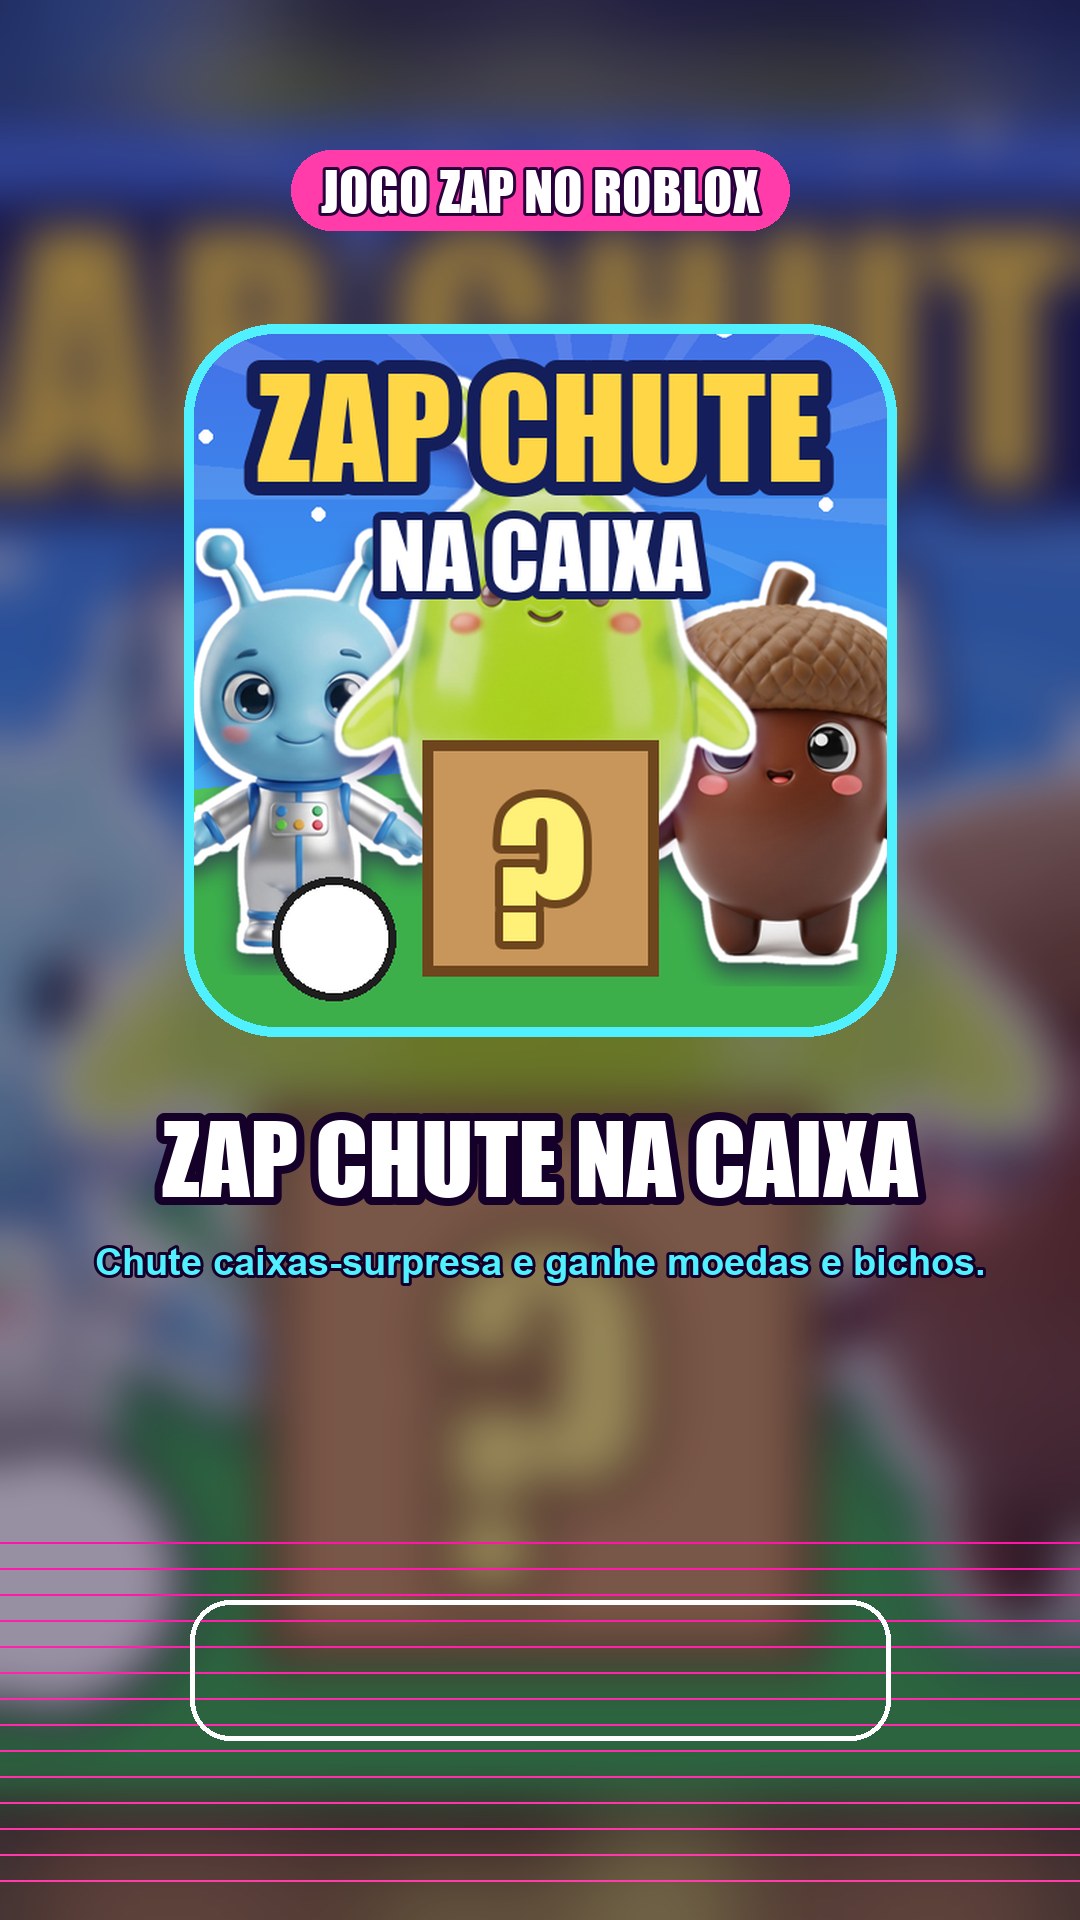 JOGO ZAP NO ROBLOX
ZAP CHUTE
NA CAIXA
?
ZAP CHUTE NA CAIXA
Chute caixas-surpresa e ganhe moedas e bichos.